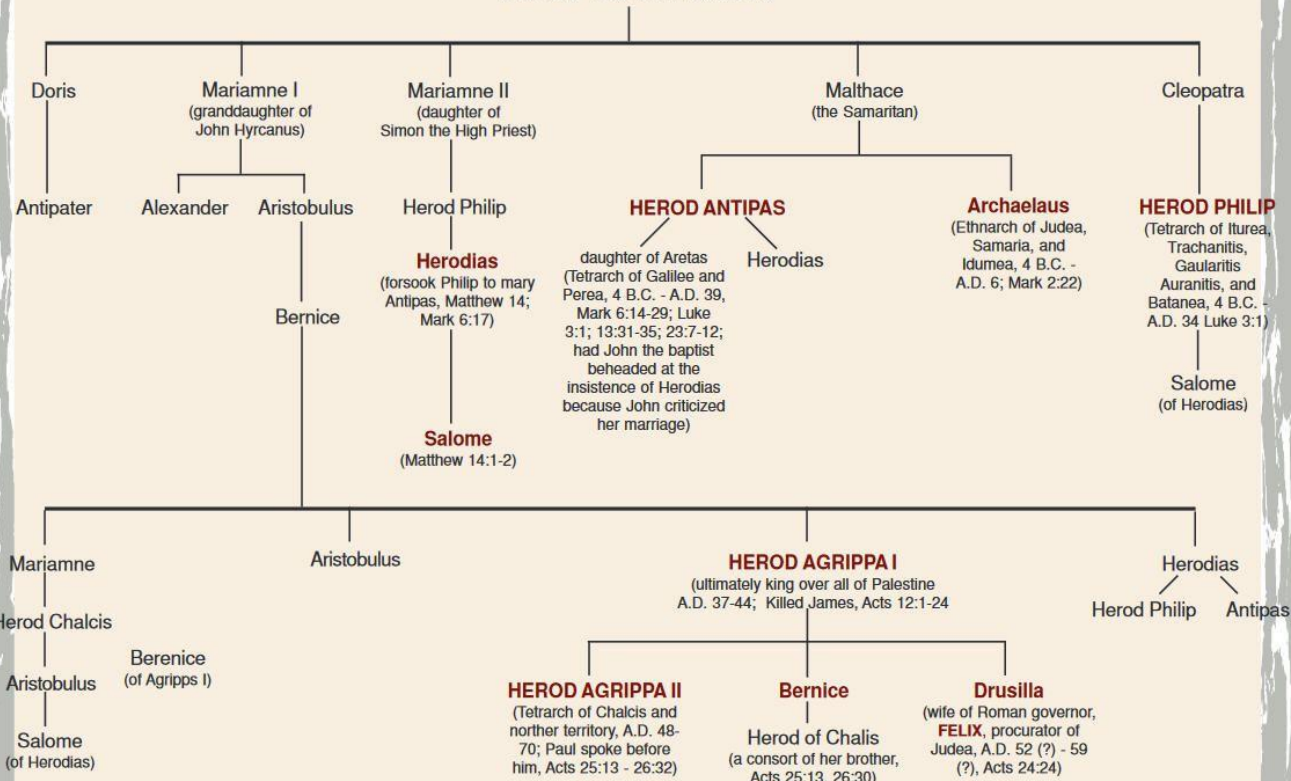 Doris
Mariamne I
(granddaughter of
John Hyrcanus)
Mariamne II
(daughter of
Simon the High Priest)
Malthace
(the Samaritan)
Cleopatra
Antipater
Alexander
Aristobulus
Herod Philip
HEROD ANTIPAS
Archaelaus
(Ethnarch of Judea,
Samaria, and
Idumea, 4 B.C. -
A.D. 6; Mark 2:22)
HEROD PHILIP
(Tetrarch of Iturea,
Trachanitis,
Gaularitis
Auranitis, and
Batanea, 4 B.C. -
A.D. 34 Luke 3:1)
Herodias
(forsook Philip to mary
Antipas, Matthew 14;
Mark 6:17)
daughter of Aretas
(Tetrarch of Galilee and
Perea, 4 B.C. - A.D. 39,
Mark 6:14-29; Luke
3:1; 13:31-35; 23:7-12;
had John the baptist
beheaded at the
insistence of Herodias
because John criticized
her marriage)
Herodias
Bernice
Salome
(of Herodias)
Salome
(Matthew 14:1-2)
Mariamne
Aristobulus
HEROD AGRIPPA I
(ultimately king over all of Palestine
A.D. 37-44; Killed James, Acts 12:1-24
Herodias
Herod Philip
Antipas
Herod Chalcis
Berenice
(of Agripps I)
Aristobulus
Salome
(of Herodias)
HEROD AGRIPPA II
(Tetrarch of Chalcis and
norther territory, A.D. 48-
70; Paul spoke before
him, Acts 25:13 - 26:32)
Bernice
Herod of Chalis
(a consort of her brother,
Acts 25:13, 26:30)
Drusilla
(wife of Roman governor,
FELIX, procurator of
Judea, A.D. 52 (?) - 59
(?), Acts 24:24)